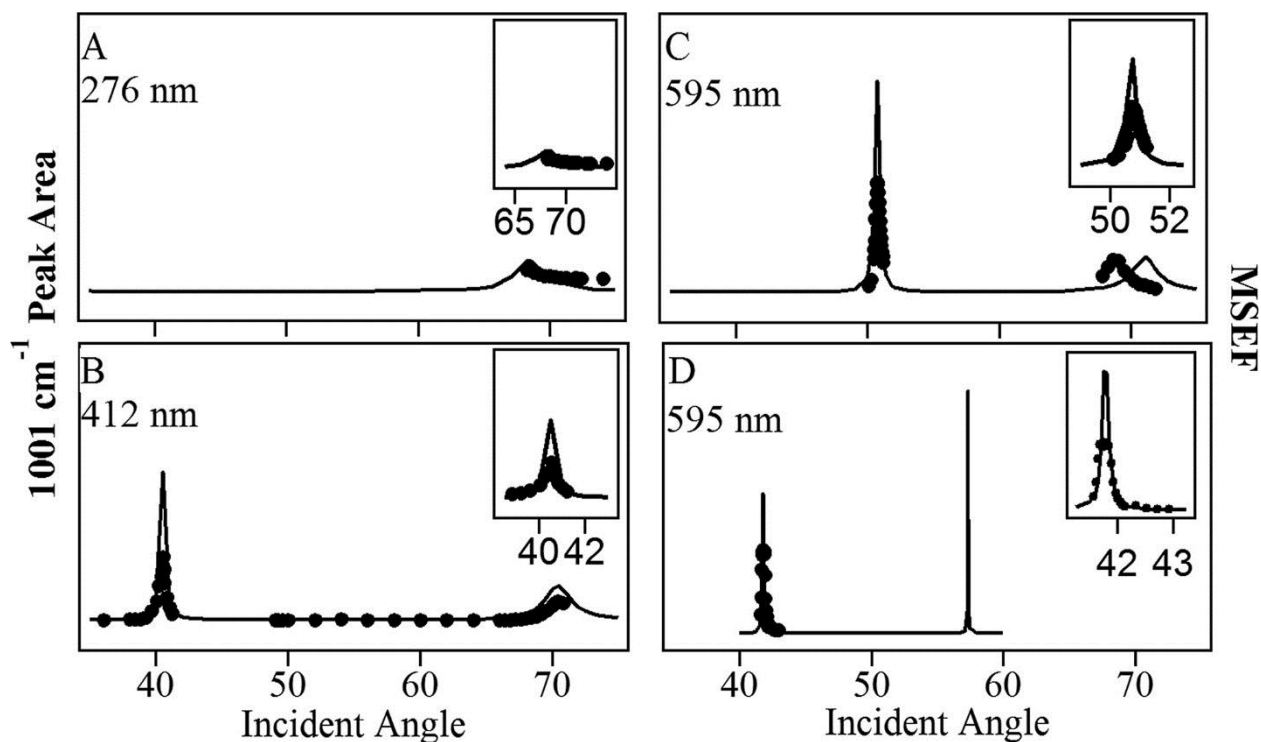 A
276 nm
65 70
C
595 nm
50 52
B
412 nm
40 42
40 50 60 70
Incident Angle
D
595 nm
42 43
40 50 60 70
Incident Angle
1001 cm⁻¹ Peak Area
MSEF